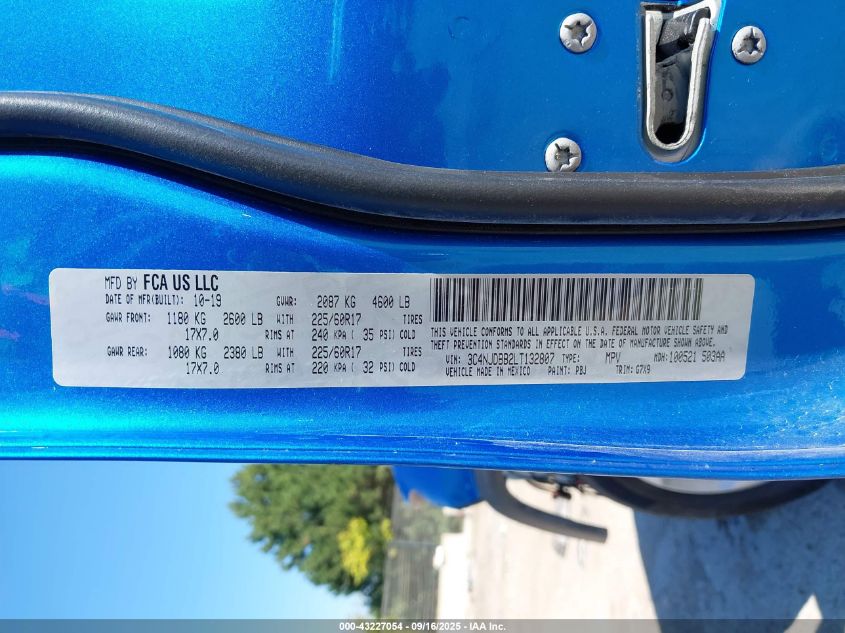 MFD BY FCA US LLC
DATE OF MFR(BUILT): 10-19 GVWR: 2087 KG 4600 LB
GAWR FRONT: 1180 KG 2600 LB WITH 225/60R17 TIRES
17X7.0 RIMS AT 240 KPA ( 35 PSI) COLD
GAWR REAR: 1080 KG 2380 LB WITH 225/60R17 TIRES
17X7.0 RIMS AT 220 KPA ( 32 PSI) COLD
THIS VEHICLE CONFORMS TO ALL APPLICABLE U.S.A. FEDERAL MOTOR VEHICLE SAFETY AND
THEFT PREVENTION STANDARDS IN EFFECT ON THE DATE OF MANUFACTURE SHOWN ABOVE.
VIN: 3C4NJDBB2LT132807 TYPE: MPV MDH: 100521 503AA
VEHICLE MADE IN MEXICO PAINT: PBJ TRIM: G7X9
000-43227054 - 09/16/2025 - IAA Inc.